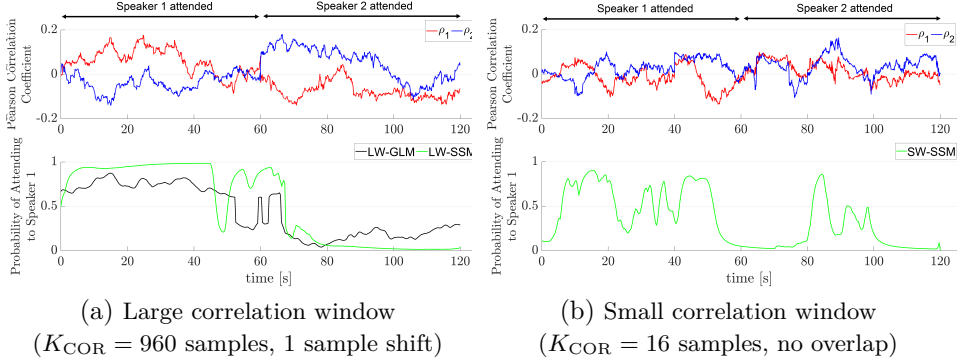 Speaker 1 attended
Speaker 2 attended
Pearson Correlation
Coefficient
0.2
0
-0.2
ρ1 ρ2
0 20 40 60 80 100 120
Probability of Attending
to Speaker 1
1
0.5
0
LW-GLM LW-SSM
0 20 40 60 80 100 120
time [s]
(a) Large correlation window
(KCOR = 960 samples, 1 sample shift)
Speaker 1 attended
Speaker 2 attended
Pearson Correlation
Coefficient
0.2
0
-0.2
ρ1 ρ2
0 20 40 60 80 100 120
Probability of Attending
to Speaker 1
1
0.5
0
SW-SSM
0 20 40 60 80 100 120
time [s]
(b) Small correlation window
(KCOR = 16 samples, no overlap)